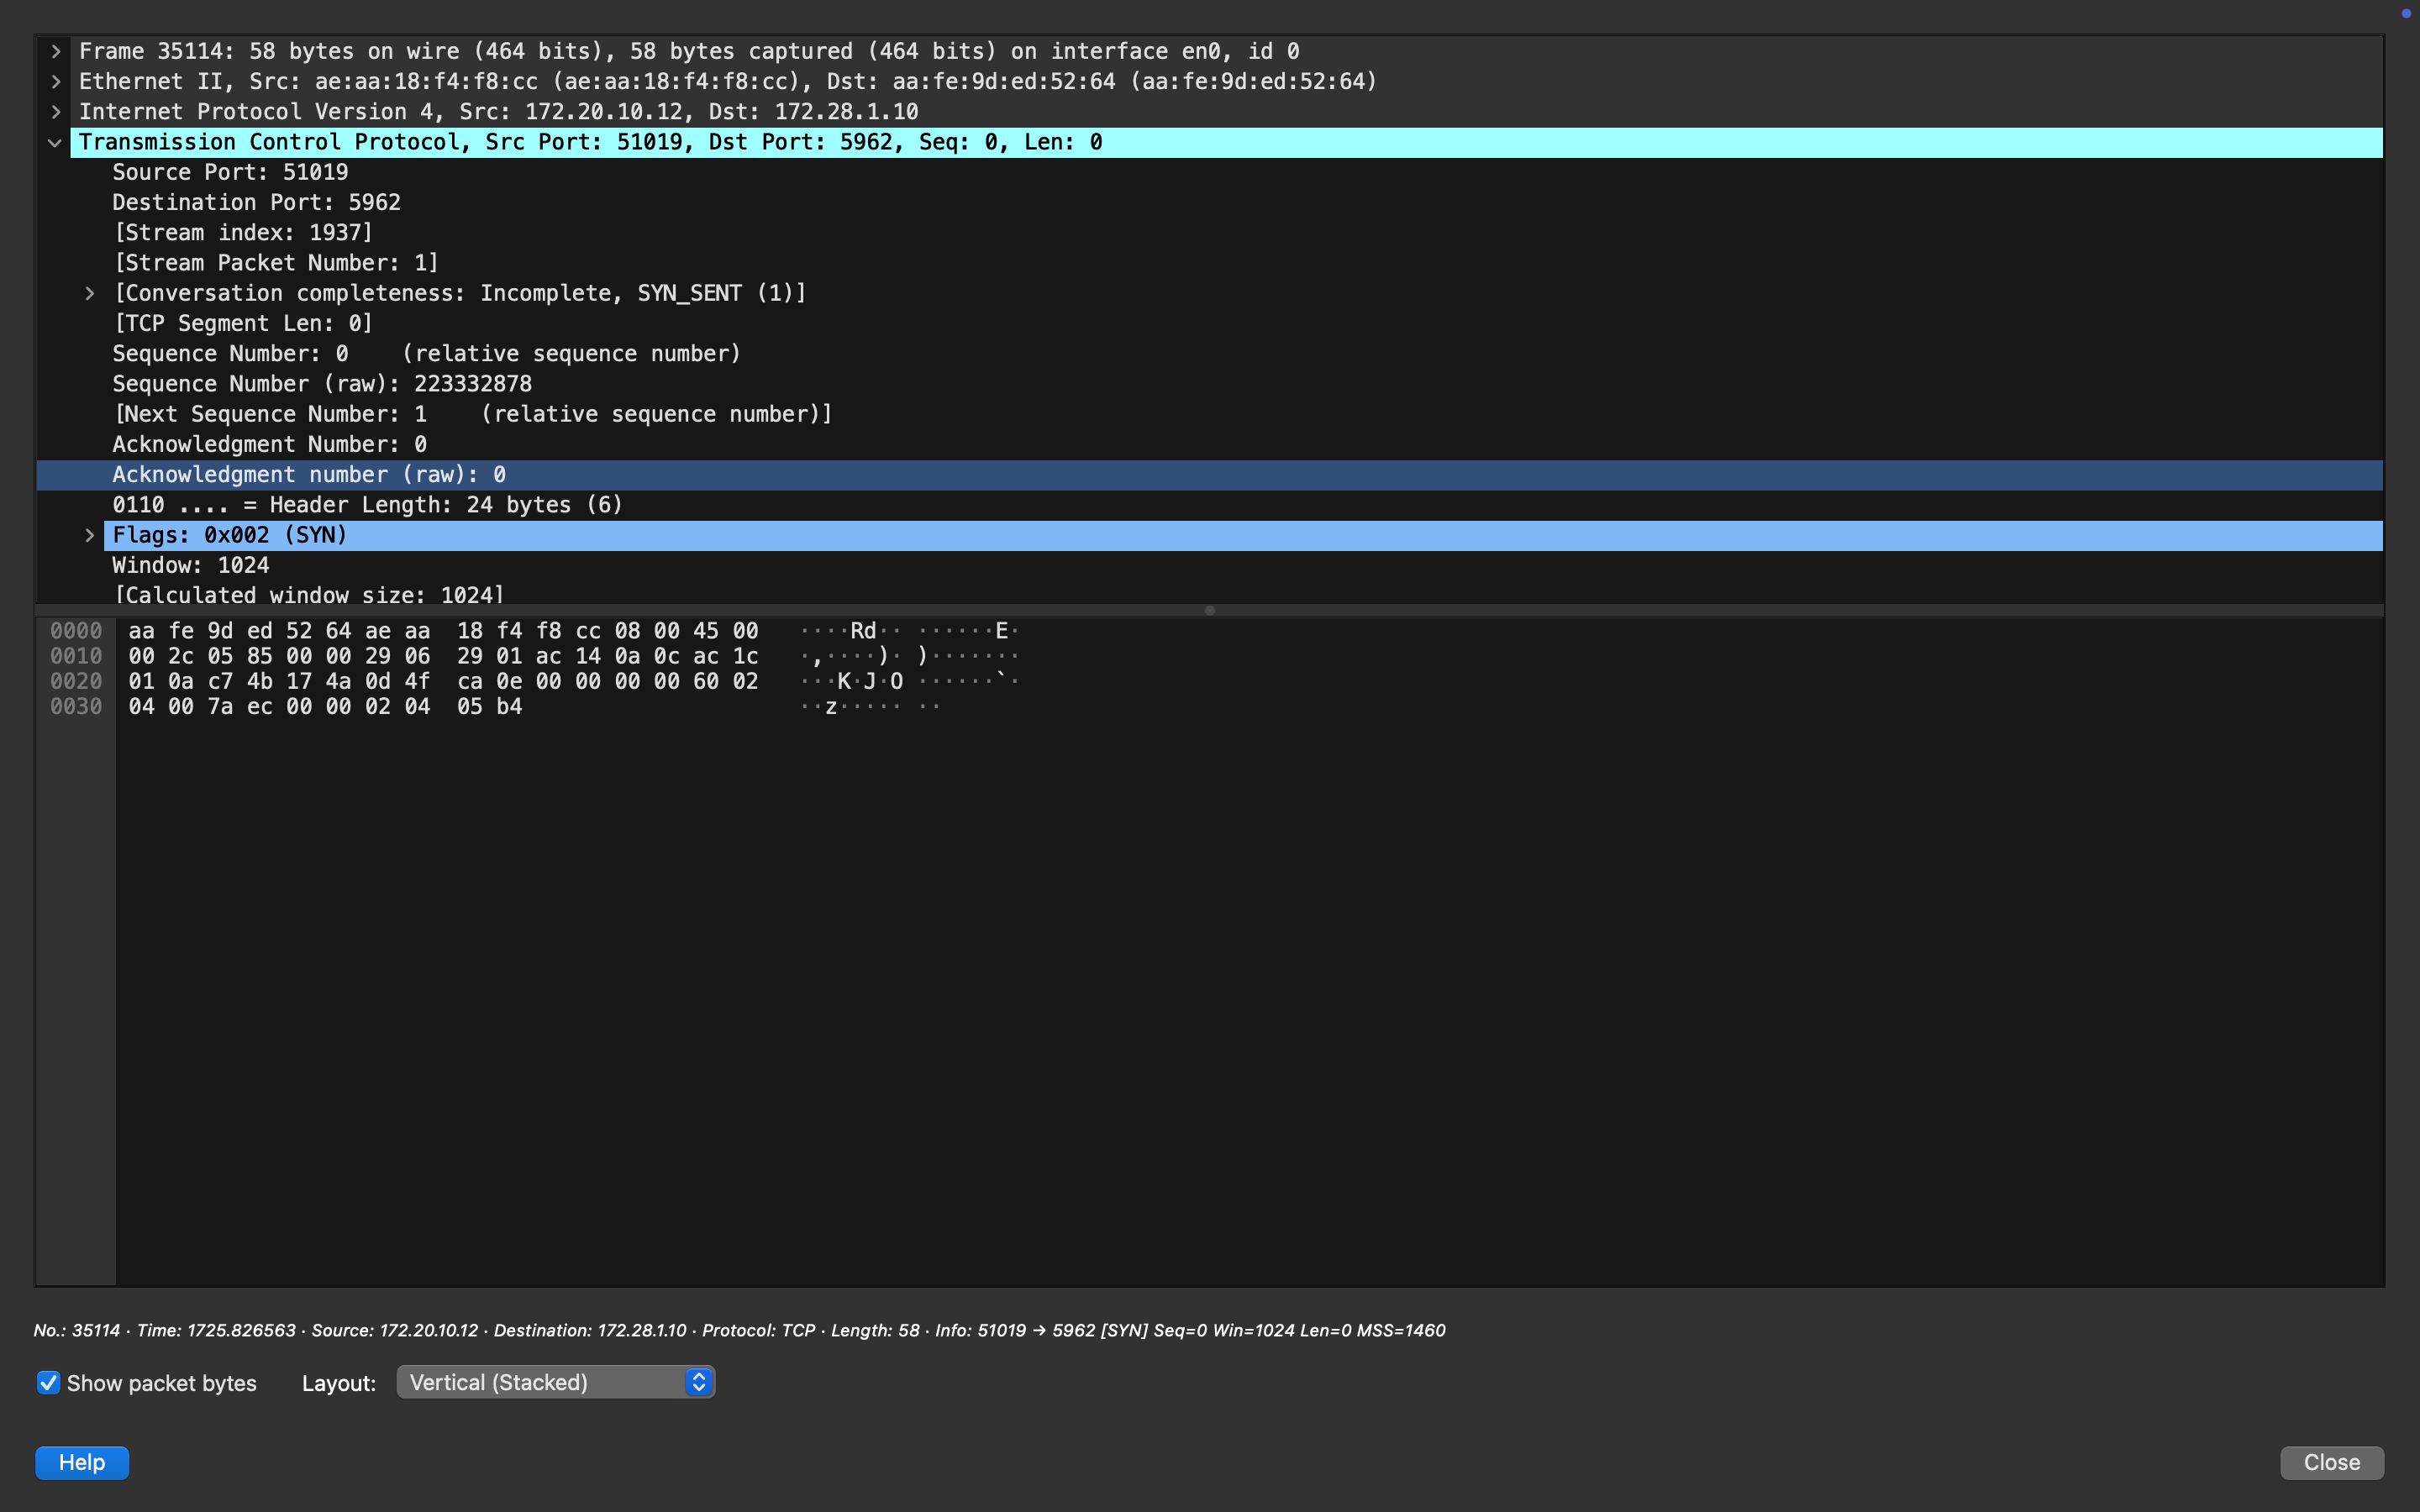 Frame 35114: 58 bytes on wire (464 bits), 58 bytes captured (464 bits) on interface en0, id 0
Ethernet II, Src: ae:aa:18:f4:f8:cc (ae:aa:18:f4:f8:cc), Dst: aa:fe:9d:ed:52:64 (aa:fe:9d:ed:52:64)
Internet Protocol Version 4, Src: 172.20.10.12, Dst: 172.28.1.10
Transmission Control Protocol, Src Port: 51019, Dst Port: 5962, Seq: 0, Len: 0
Source Port: 51019
Destination Port: 5962
[Stream index: 1937]
[Stream Packet Number: 1]
[Conversation completeness: Incomplete, SYN_SENT (1)]
[TCP Segment Len: 0]
Sequence Number: 0    (relative sequence number)
Sequence Number (raw): 223332878
[Next Sequence Number: 1    (relative sequence number)]
Acknowledgment Number: 0
Acknowledgment number (raw): 0
0110 .... = Header Length: 24 bytes (6)
Flags: 0x002 (SYN)
Window: 1024
[Calculated window size: 1024]
0000 aa fe 9d ed 52 64 ae aa  18 f4 f8 cc 08 00 45 00 ····Rd·· ······E·
0010 00 2c 05 85 00 00 29 06  29 01 ac 14 0a 0c ac 1c ·,····)· )·······
0020 01 0a c7 4b 17 4a 0d 4f  ca 0e 00 00 00 00 60 02 ···K·J·O ······`·
0030 04 00 7a ec 00 00 02 04  05 b4 ··z····· ··
No.: 35114 · Time: 1725.826563 · Source: 172.20.10.12 · Destination: 172.28.1.10 · Protocol: TCP · Length: 58 · Info: 51019 → 5962 [SYN] Seq=0 Win=1024 Len=0 MSS=1460
Show packet bytes Layout: Vertical (Stacked)
Help Close